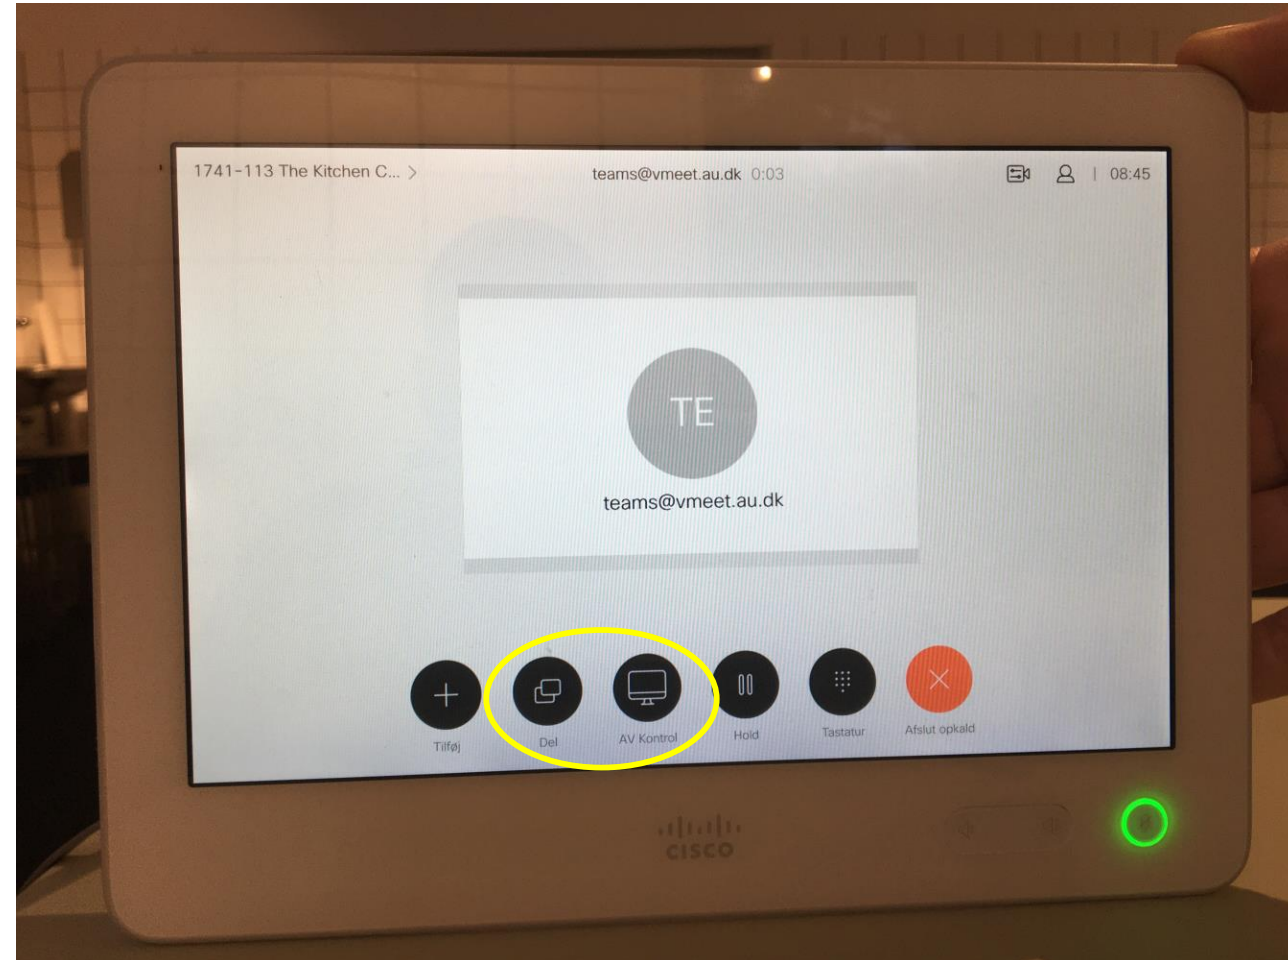 1741-113 The Kitchen C... >
teams@vmeet.au.dk 0:03
08:45
TE
teams@vmeet.au.dk
Tilføj
Del
AV Kontrol
Hold
Tastatur
Afslut opkald
CISCO